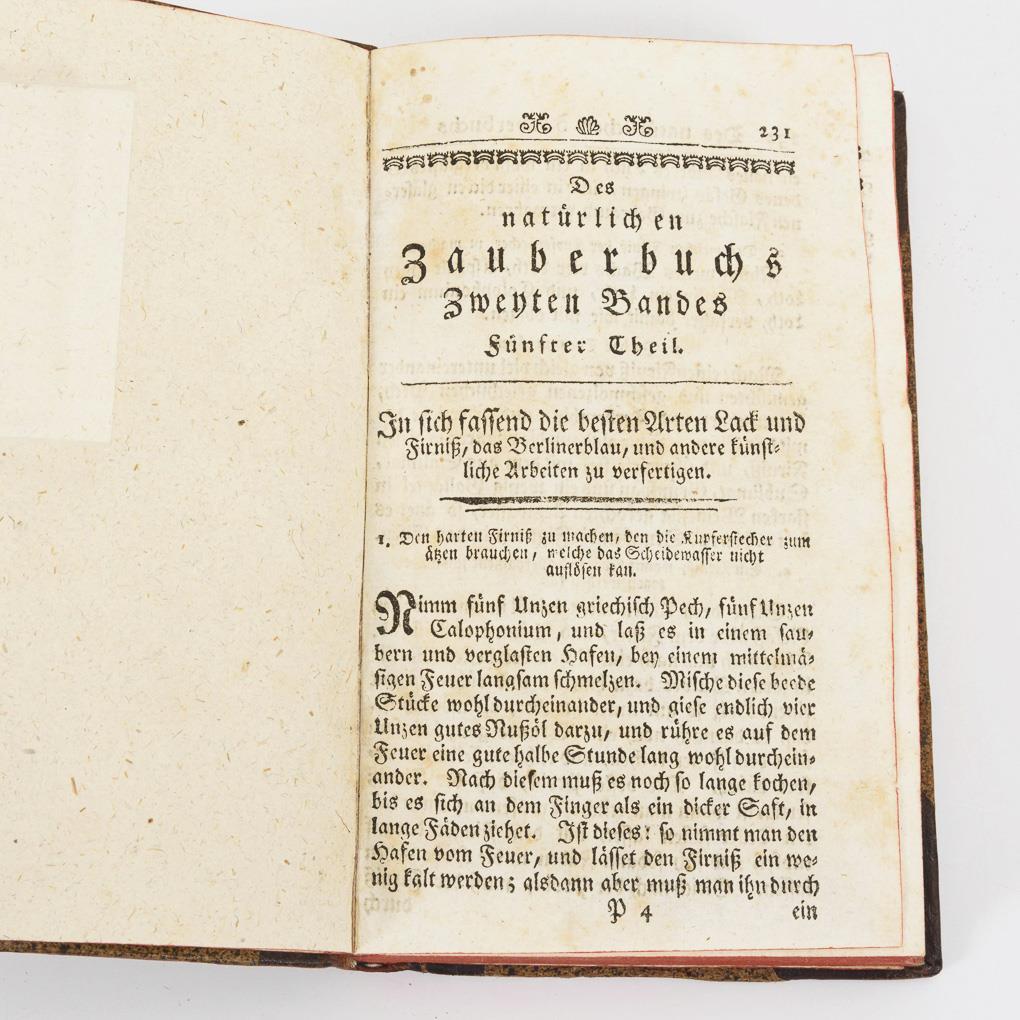 231
Des
natürlichen
Zauberbuchs
Zweyten Bandes
Fünfter Theil.
In sich fassend die besten Arten Lack und
Firniß, das Berlinerblau, und andere künst-
liche Arbeiten zu verfertigen.
1. Den harten Firniß zu machen, den die Kupferstecher zum
ätzen brauchen, welche das Scheidewasser nicht
auflösen kan.
Nimm fünf Unzen griechisch Pech, fünf Unzen
Calophonium, und laß es in einem sau-
bern und verglasten Hafen, bey einem mittelmä-
sigen Feuer langsam schmelzen. Mische diese beede
Stücke wohl durcheinander, und giese endlich vier
Unzen gutes Nußöl darzu, und rühre es auf dem
Feuer eine gute halbe Stunde lang wohl durchein-
ander. Nach diesem muß es noch so lange kochen,
bis es sich an dem Finger als ein dicker Saft, in
lange Fäden ziehet. Ist dieses: so nimmt man den
Hafen vom Feuer, und lässet den Firniß ein we-
nig kalt werden; alsdann aber muß man ihn durch
P 4 ein